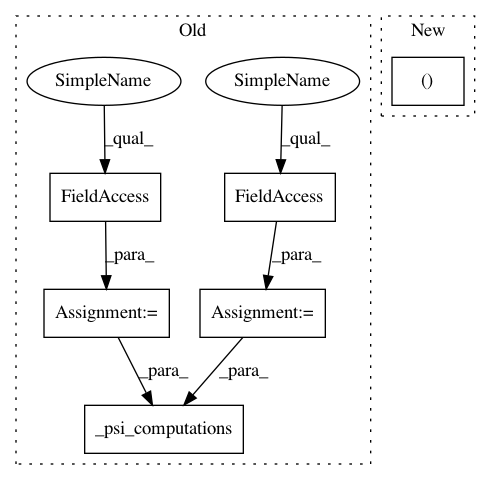 Old
New
SimpleName
SimpleName
()
_qual_
_qual_
FieldAccess
FieldAccess
_para_
_para_
Assignment:=
Assignment:=
_para_
_para_
_psi_computations